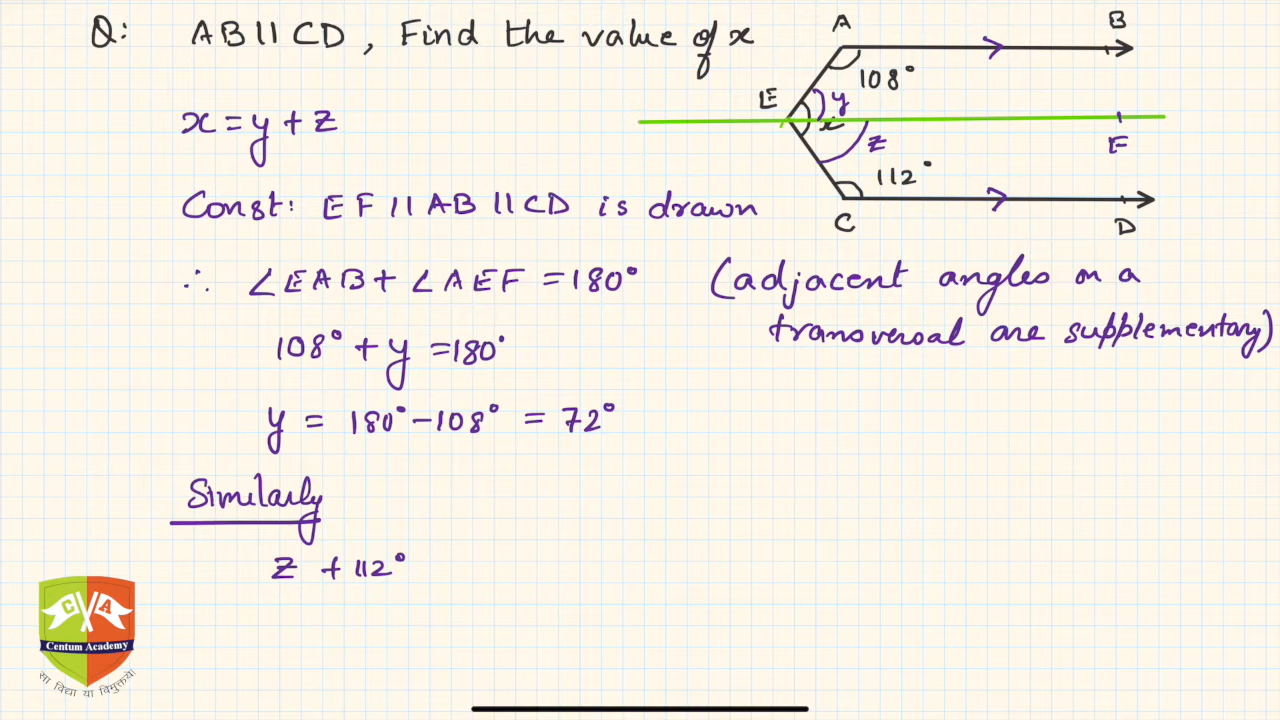 Q: AB || CD, Find the value of x
A
B
108°
E
y
x
z
F
112°
C
D
x = y + z
Const: EF || AB || CD is drawn
∴ ∠EAB + ∠AEF = 180° (adjacent angles on a
transversal are supplementary)
108° + y = 180°
y = 180° - 108° = 72°
Similarly
z + 112°
C A
Centum Academy
सा विद्या या विमुक्तये।